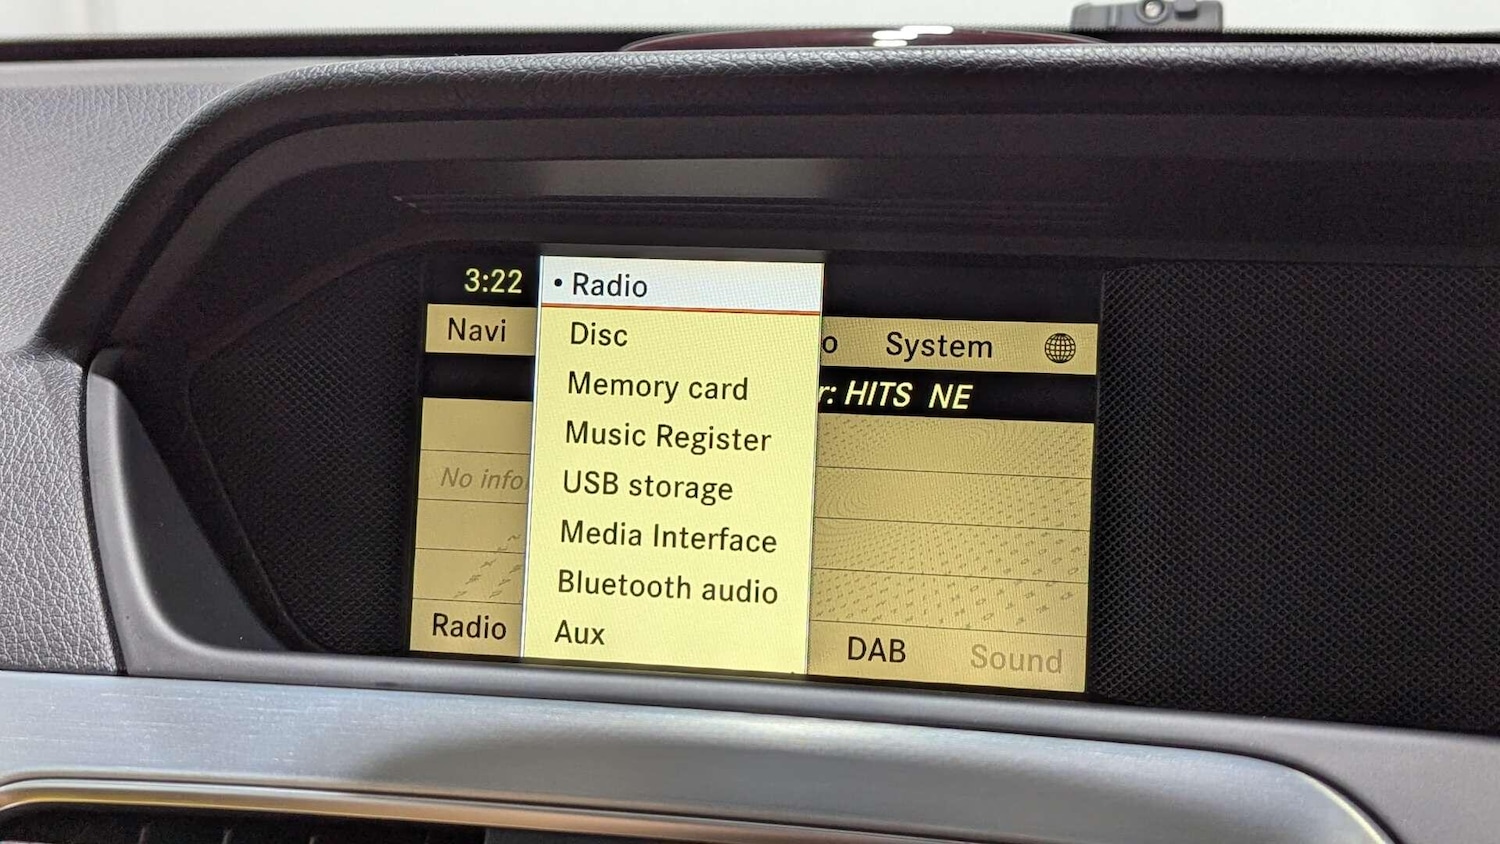 3:22
• Radio
Navi
Disc
System
Memory card
r: HITS NE
Music Register
No info
USB storage
Media Interface
Bluetooth audio
Radio
Aux
DAB
Sound